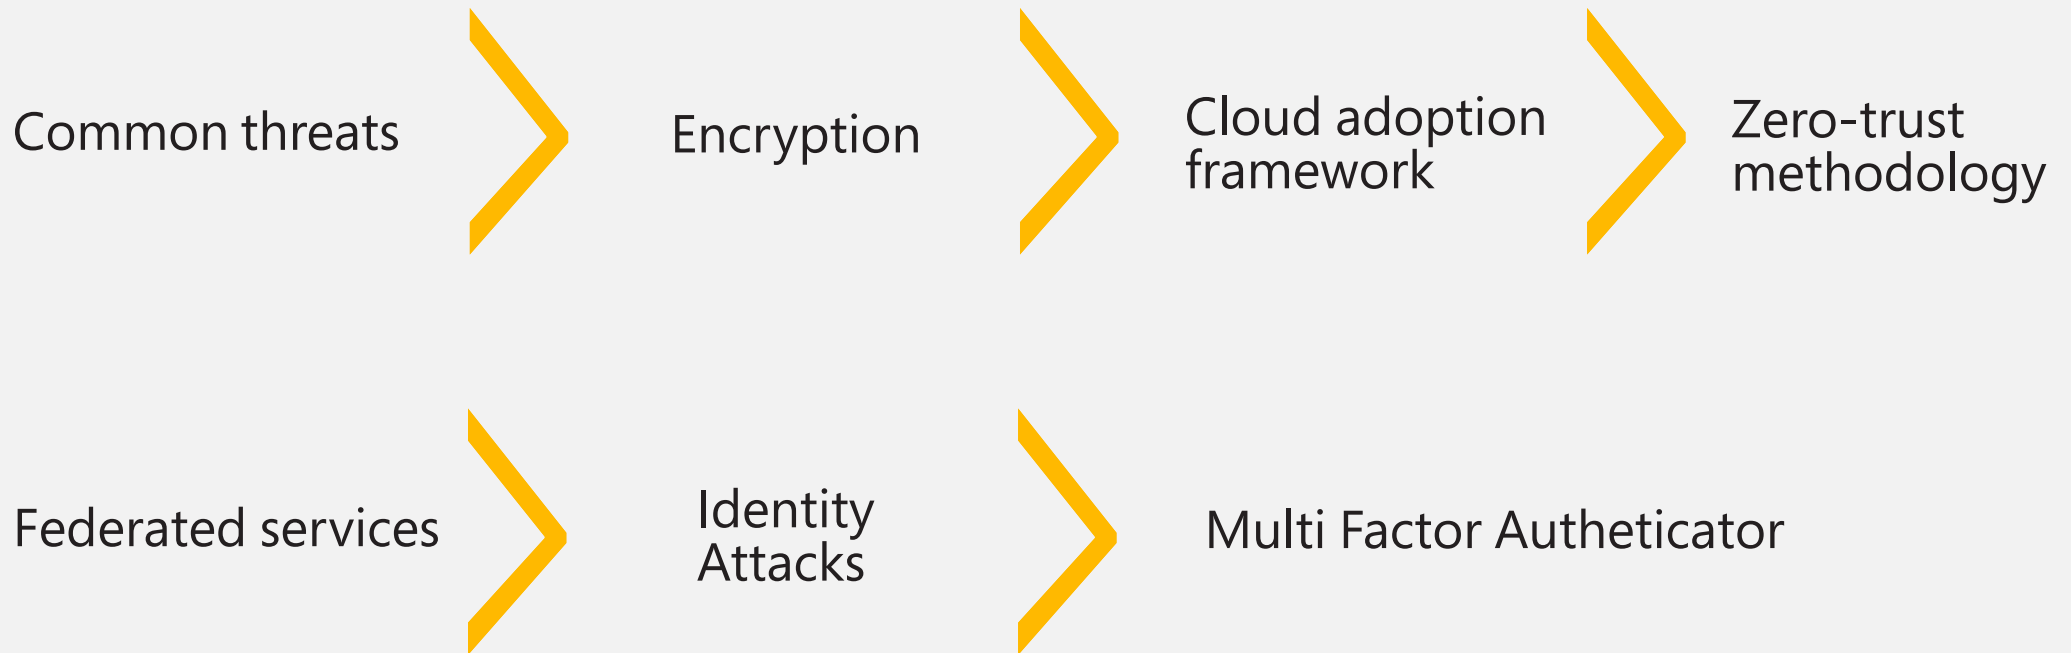 Common threats
Encryption
Cloud adoption
framework
Zero-trust
methodology
Federated services
Identity
Attacks
Multi Factor Autheticator